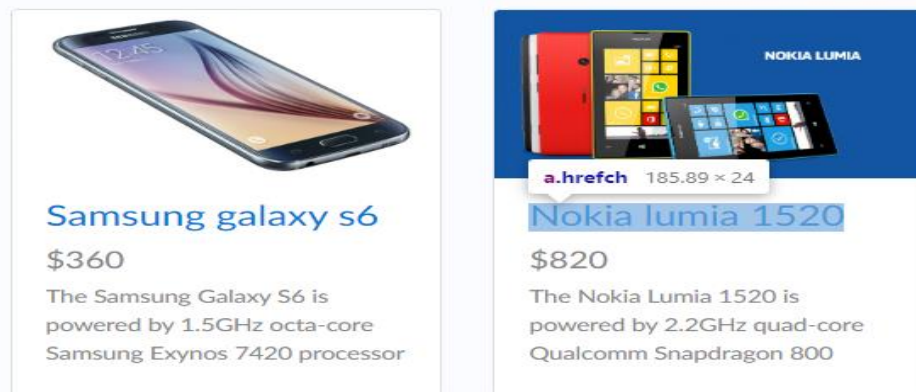 12:45
NOKIA LUMIA
a.hrefch 185.89 × 24
Samsung galaxy s6
$360
The Samsung Galaxy S6 is
powered by 1.5GHz octa-core
Samsung Exynos 7420 processor
Nokia lumia 1520
$820
The Nokia Lumia 1520 is
powered by 2.2GHz quad-core
Qualcomm Snapdragon 800